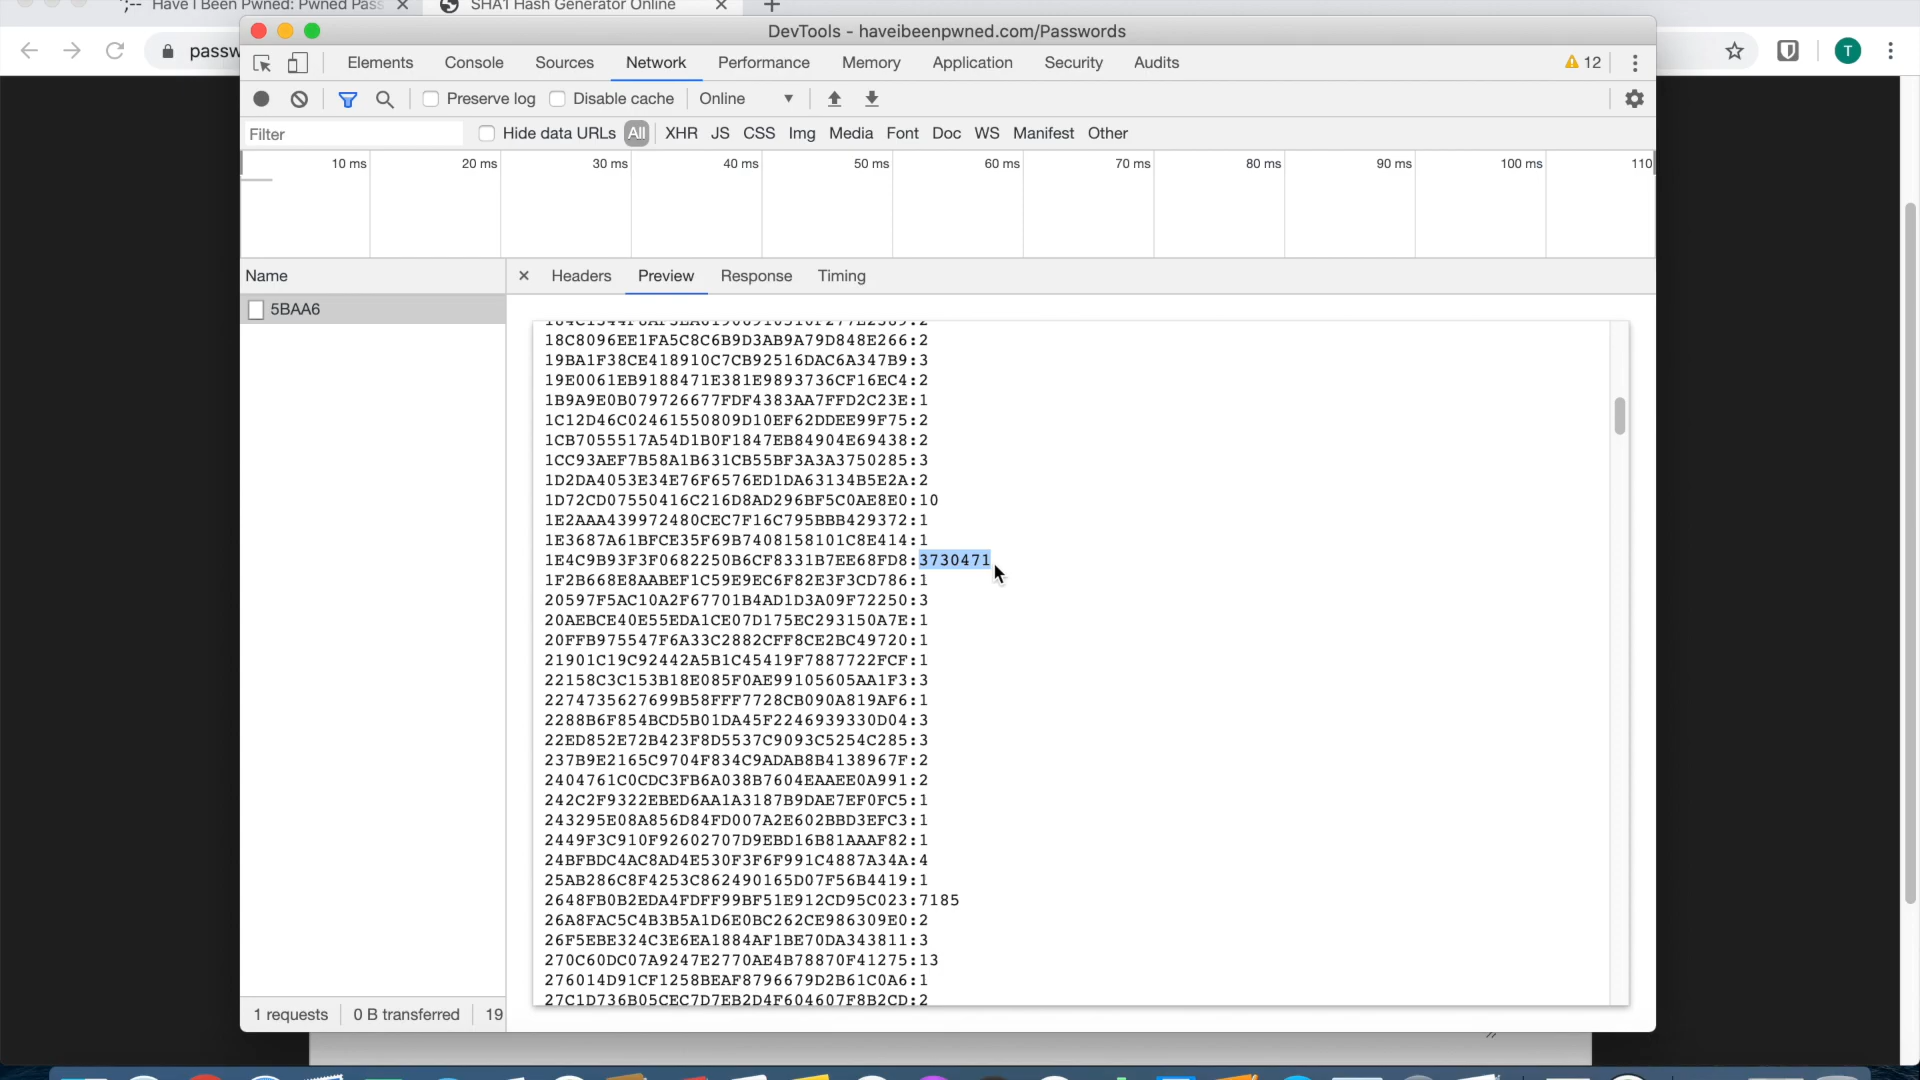 Have I Been Pwned: Pwned Pass
SHA1 Hash Generator Online
DevTools - haveibeenpwned.com/Passwords
passw
T
Elements Console Sources Network Performance Memory Application Security Audits 12
Preserve log Disable cache Online
Filter Hide data URLs All XHR JS CSS Img Media Font Doc WS Manifest Other
10 ms 20 ms 30 ms 40 ms 50 ms 60 ms 70 ms 80 ms 90 ms 100 ms 110
Name Headers Preview Response Timing
5BAA6
18C8096EE1FA5C8C6B9D3AB9A79D848E266:2
19BA1F38CE418910C7CB92516DAC6A347B9:3
19E0061EB9188471E381E9893736CF16EC4:2
1B9A9E0B079726677FDF4383AA7FFD2C23E:1
1C12D46C02461550809D10EF62DDEE99F75:2
1CB7055517A54D1B0F1847EB84904E69438:2
1CC93AEF7B58A1B631CB55BF3A3A3750285:3
1D2DA4053E34E76F6576ED1DA63134B5E2A:2
1D72CD07550416C216D8AD296BF5C0AE8E0:10
1E2AAA439972480CEC7F16C795BBB429372:1
1E3687A61BFCE35F69B7408158101C8E414:1
1E4C9B93F3F0682250B6CF8331B7EE68FD8:3730471
1F2B668E8AABEF1C59E9EC6F82E3F3CD786:1
20597F5AC10A2F67701B4AD1D3A09F72250:3
20AEBCE40E55EDA1CE07D175EC293150A7E:1
20FFB975547F6A33C2882CFF8CE2BC49720:1
21901C19C92442A5B1C45419F7887722FCF:1
22158C3C153B18E085F0AE99105605AA1F3:3
2274735627699B58FFF7728CB090A819AF6:1
2288B6F854BCD5B01DA45F2246939330D04:3
22ED852E72B423F8D5537C9093C5254C285:3
237B9E2165C9704F834C9ADAB8B4138967F:2
2404761C0CDC3FB6A038B7604EAAEE0A991:2
242C2F9322EBED6AA1A3187B9DAE7EF0FC5:1
243295E08A856D84FD007A2E602BBD3EFC3:1
2449F3C910F92602707D9EBD16B81AAAF82:1
24BFBDC4AC8AD4E530F3F6F991C4887A34A:4
25AB286C8F4253C862490165D07F56B4419:1
2648FB0B2EDA4FDFF99BF51E912CD95C023:7185
26A8FAC5C4B3B5A1D6E0BC262CE986309E0:2
26F5EBE324C3E6EA1884AF1BE70DA343811:3
270C60DC07A9247E2770AE4B78870F41275:13
276014D91CF1258BEAF8796679D2B61C0A6:1
27C1D736B05CEC7D7EB2D4F604607F8B2CD:2
1 requests 0 B transferred 19